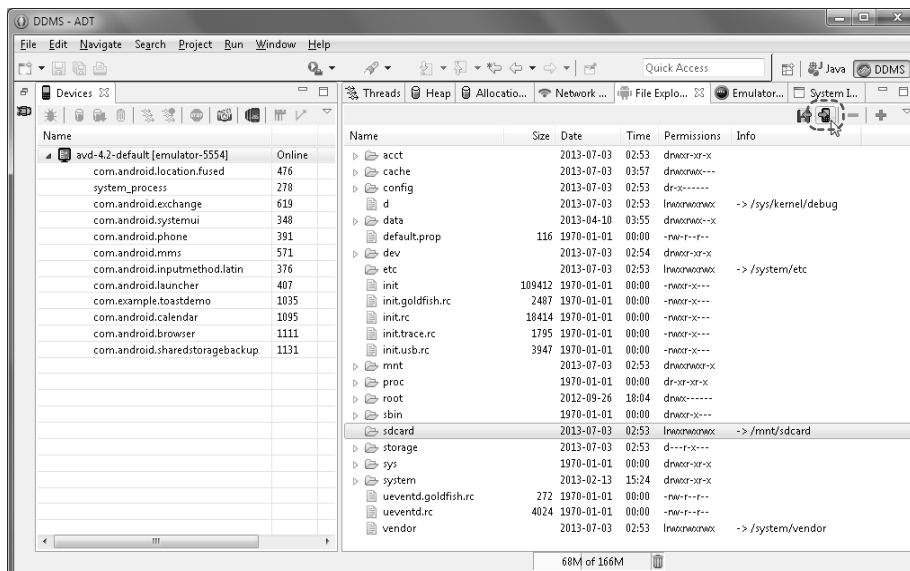 DDMS - ADT
File Edit Navigate Search Project Run Window Help
Quick Access
Java
DDMS
Devices
Threads
Heap
Allocatio...
Network ...
File Explo...
Emulator...
System I...
Name
avd-4.2-default [emulator-5554] Online
com.android.location.fused 476
system_process 278
com.android.exchange 619
com.android.systemui 348
com.android.phone 391
com.android.mms 571
com.android.inputmethod.latin 376
com.android.launcher 407
com.example.toastdemo 1035
com.android.calendar 1095
com.android.browser 1111
com.android.sharedstoragebackup 1131
Name Size Date Time Permissions Info
acct 2013-07-03 02:53 drwxr-xr-x
cache 2013-07-03 03:57 drwxrwx---
config 2013-07-03 02:53 dr-x------
d 2013-07-03 02:53 lrwxrwxrwx -> /sys/kernel/debug
data 2013-04-10 03:55 drwxrwx--x
default.prop 116 1970-01-01 00:00 -rw-r--r--
dev 2013-07-03 02:54 drwxr-xr-x
etc 2013-07-03 02:53 lrwxrwxrwx -> /system/etc
init 109412 1970-01-01 00:00 -rwxr-x---
init.goldfish.rc 2487 1970-01-01 00:00 -rwxr-x---
init.rc 18414 1970-01-01 00:00 -rwxr-x---
init.trace.rc 1795 1970-01-01 00:00 -rwxr-x---
init.usb.rc 3947 1970-01-01 00:00 -rwxr-x---
mnt 2013-07-03 02:53 drwxrwxr-x
proc 1970-01-01 00:00 dr-xr-xr-x
root 2012-09-26 18:04 drwx------
sbin 1970-01-01 00:00 drwxr-x---
sdcard 2013-07-03 02:53 lrwxrwxrwx -> /mnt/sdcard
storage 2013-07-03 02:53 d---r-x---
sys 1970-01-01 00:00 drwxr-xr-x
system 2013-02-13 15:24 drwxr-xr-x
ueventd.goldfish.rc 272 1970-01-01 00:00 -rw-r--r--
ueventd.rc 4024 1970-01-01 00:00 -rw-r--r--
vendor 2013-07-03 02:53 lrwxrwxrwx -> /system/vendor
68M of 166M